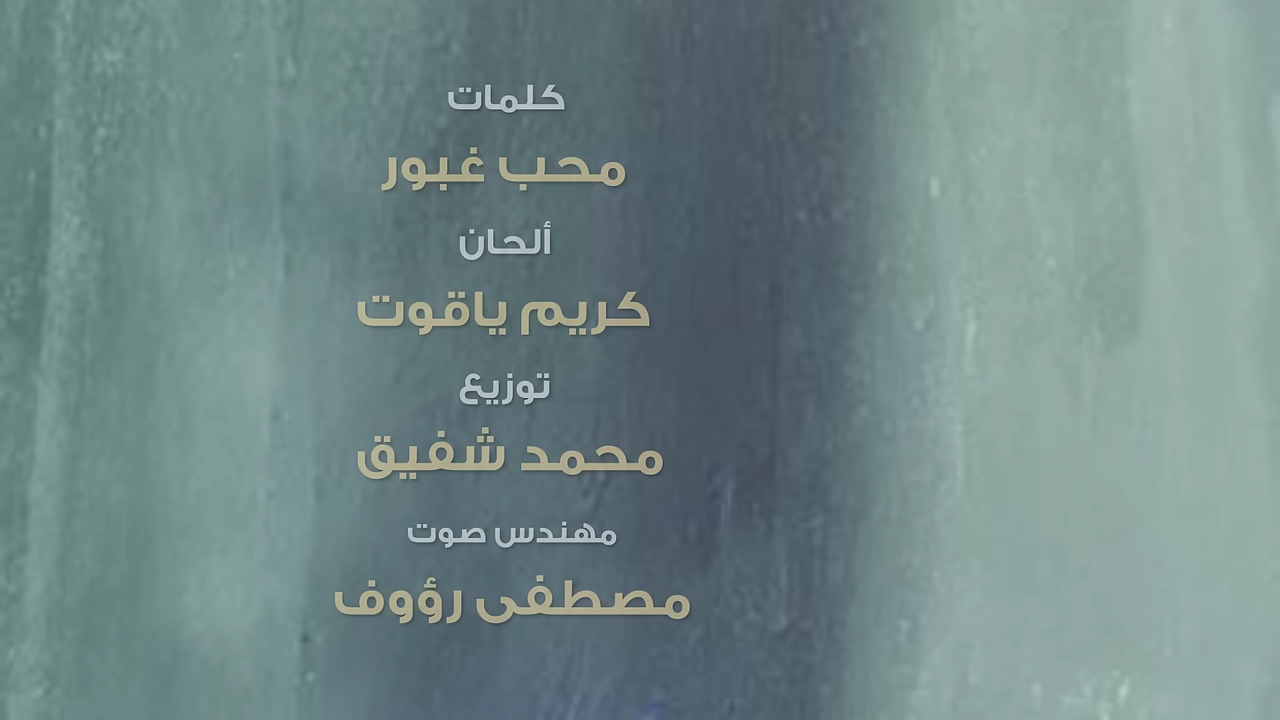 كلمات
محب غبور
ألحان
كريم ياقوت
توزيع
محمد شفيق
مهندس صوت
مصطفى رؤوف